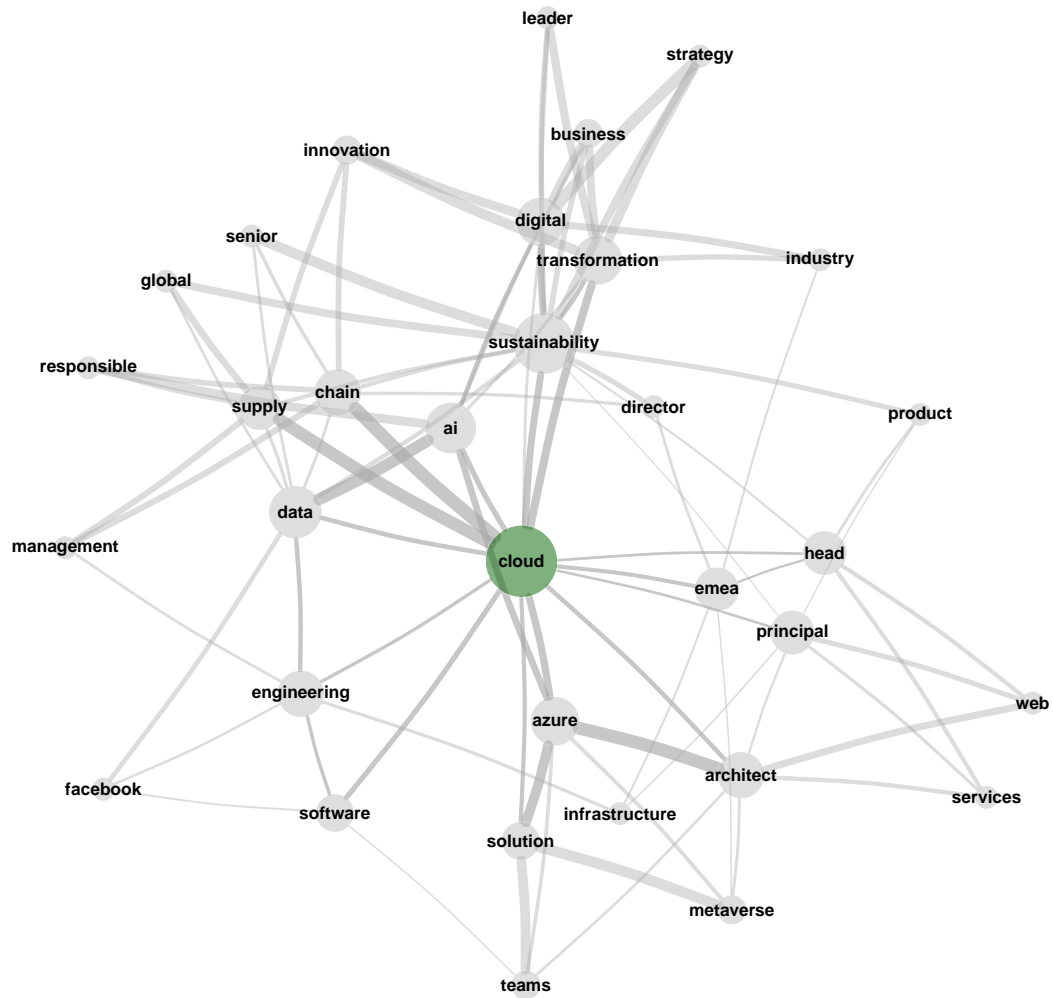 leader
strategy
business
innovation
digital
senior
transformation
industry
global
sustainability
responsible
chain
supply
director
product
ai
data
management
cloud
head
emea
principal
engineering
web
azure
architect
facebook
services
software
infrastructure
solution
metaverse
teams